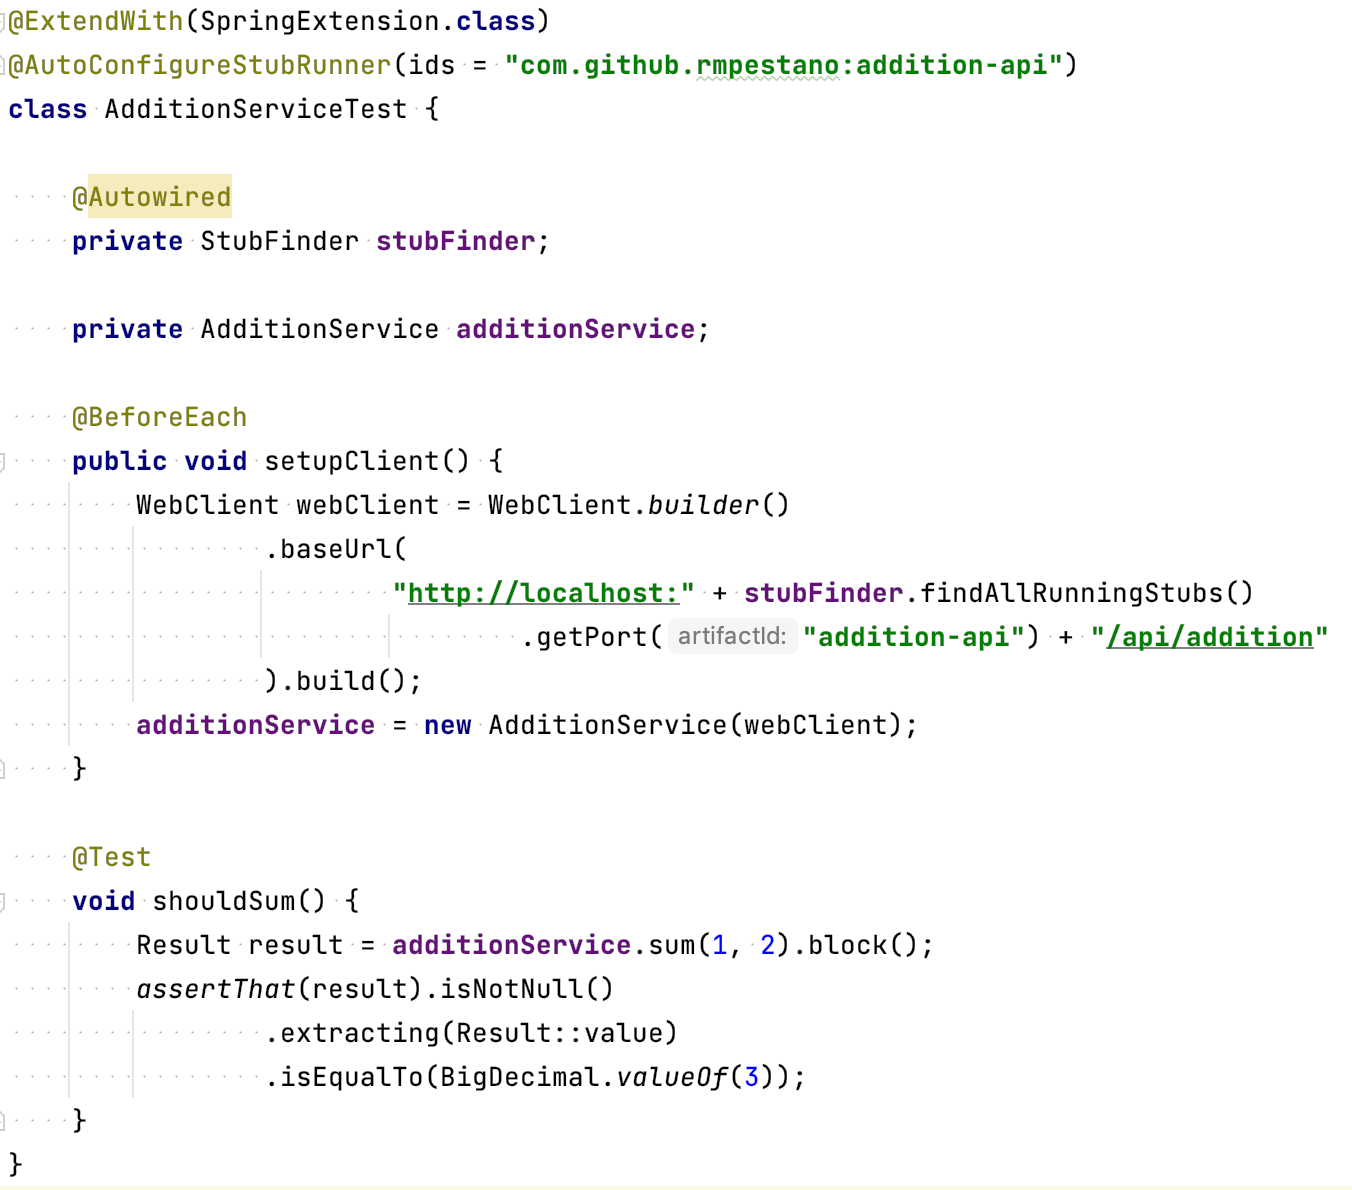 @ExtendWith(SpringExtension.class)
@AutoConfigureStubRunner(ids = "com.github.rmpestano:addition-api")
class AdditionServiceTest {
@Autowired
private StubFinder stubFinder;
private AdditionService additionService;
@BeforeEach
public void setupClient() {
WebClient webClient = WebClient.builder()
.baseUrl(
"http://localhost:" + stubFinder.findAllRunningStubs()
.getPort( artifactId: "addition-api") + "/api/addition"
).build();
additionService = new AdditionService(webClient);
}
@Test
void shouldSum() {
Result result = additionService.sum(1, 2).block();
assertThat(result).isNotNull()
.extracting(Result::value)
.isEqualTo(BigDecimal.valueOf(3));
}
}